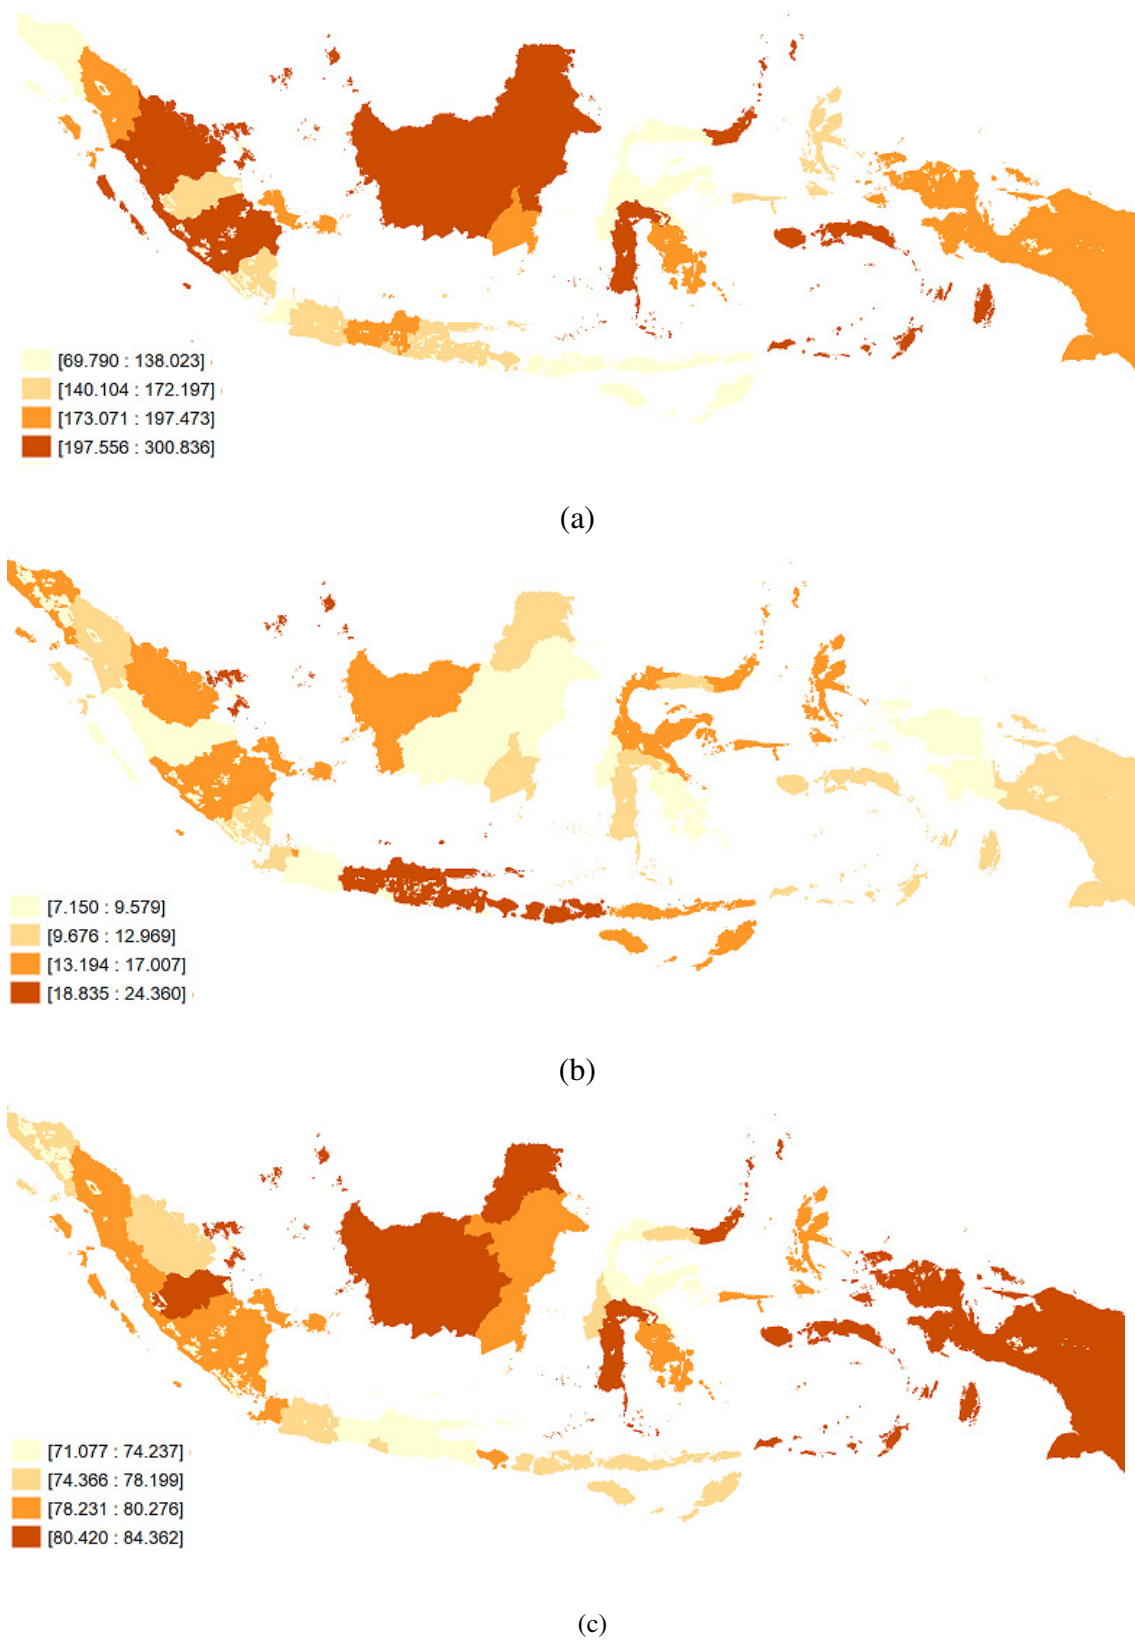 [69.790 : 138.023]
[140.104 : 172.197]
[173.071 : 197.473]
[197.556 : 300.836]
(a)
[7.150 : 9.579]
[9.676 : 12.969]
[13.194 : 17.007]
[18.835 : 24.360]
(b)
[71.077 : 74.237]
[74.366 : 78.199]
[78.231 : 80.276]
[80.420 : 84.362]
(c)